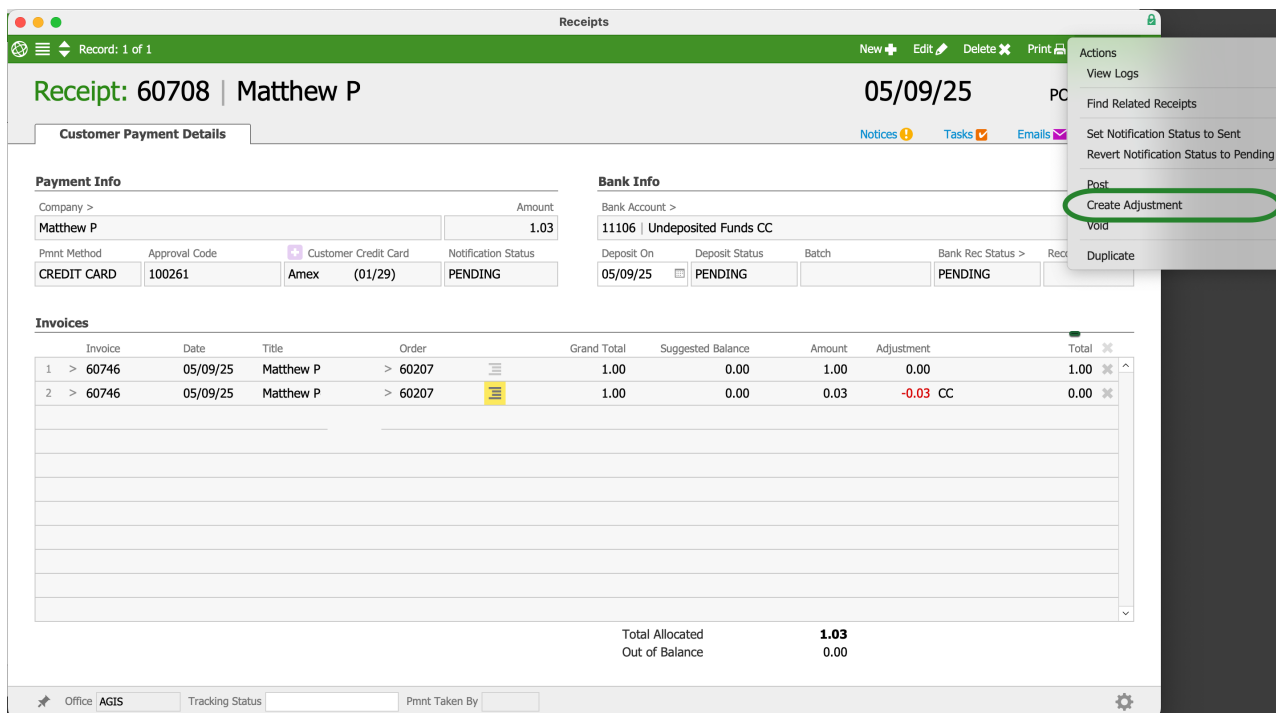 Receipts
Record: 1 of 1
New Edit Delete Print
Receipt: 60708 | Matthew P 05/09/25
Customer Payment Details
Notices Tasks Emails
Actions
View Logs
Find Related Receipts
Set Notification Status to Sent
Revert Notification Status to Pending
Post
Create Adjustment
Void
Duplicate
Payment Info
Company > Amount
Matthew P 1.03
Pmnt Method Approval Code Customer Credit Card Notification Status
CREDIT CARD 100261 Amex (01/29) PENDING
Bank Info
Bank Account >
11106 | Undeposited Funds CC
Deposit On Deposit Status Batch Bank Rec Status >
05/09/25 PENDING PENDING
Invoices
Invoice Date Title Order Grand Total Suggested Balance Amount Adjustment Total
1 > 60746 05/09/25 Matthew P > 60207 1.00 0.00 1.00 0.00 1.00
2 > 60746 05/09/25 Matthew P > 60207 1.00 0.00 0.03 -0.03 CC 0.00
Total Allocated 1.03
Out of Balance 0.00
Office AGIS Tracking Status Pmnt Taken By